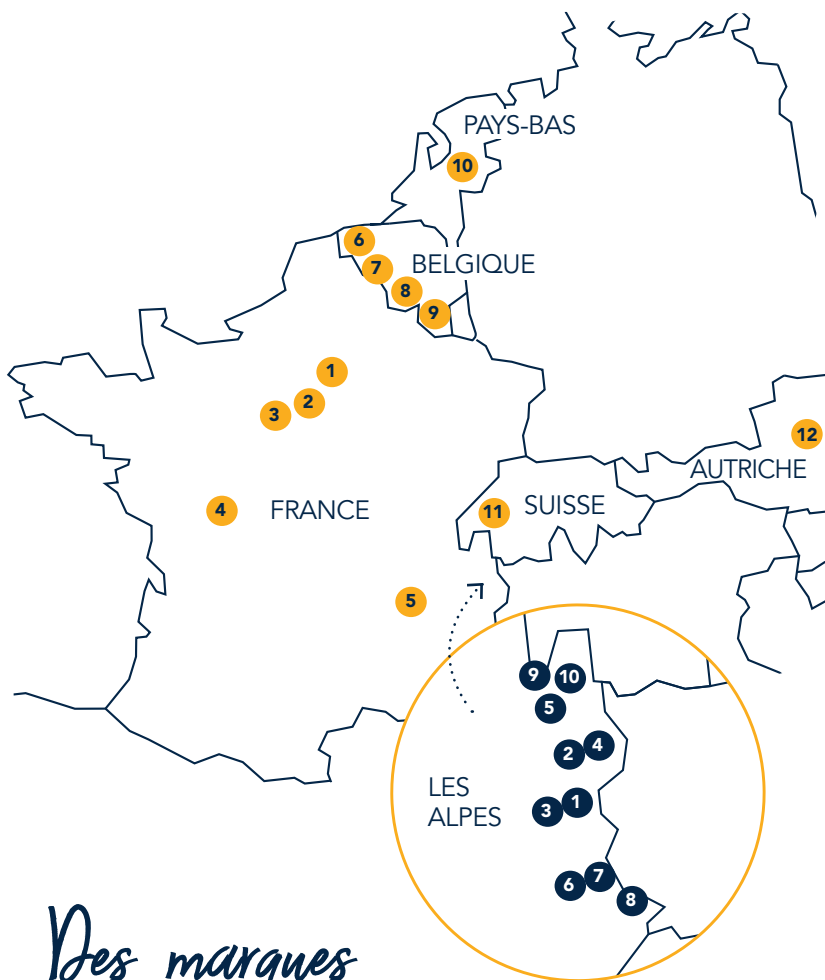 PAYS-BAS
10
6
7
BELGIQUE
8
9
1
2
3
12
AUTRICHE
4
FRANCE
11
SUISSE
5
9
10
5
2
4
LES
ALPES
3
1
6
7
8
Des marques